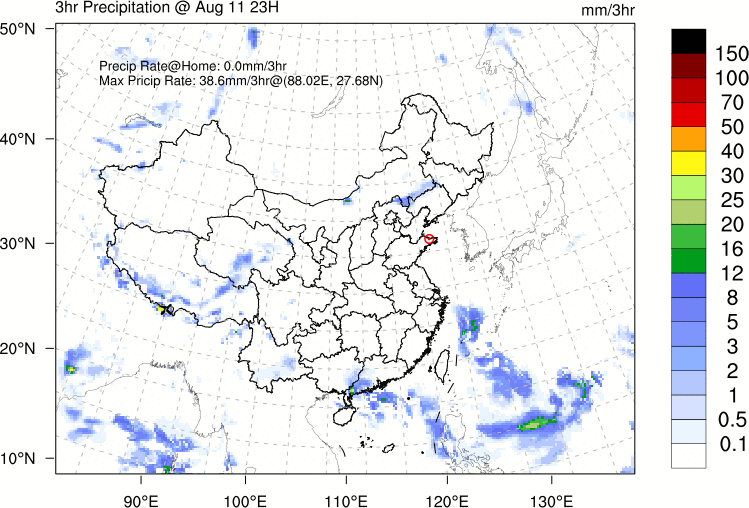 3hr Precipitation @ Aug 11 23H
mm/3hr
Precip Rate@Home: 0.0mm/3hr
Max Pricip Rate: 38.6mm/3hr@(88.02E, 27.68N)
50°N
40°N
30°N
20°N
10°N
90°E
100°E
110°E
120°E
130°E
150
100
70
50
40
30
25
20
16
12
8
5
3
2
1
0.5
0.1